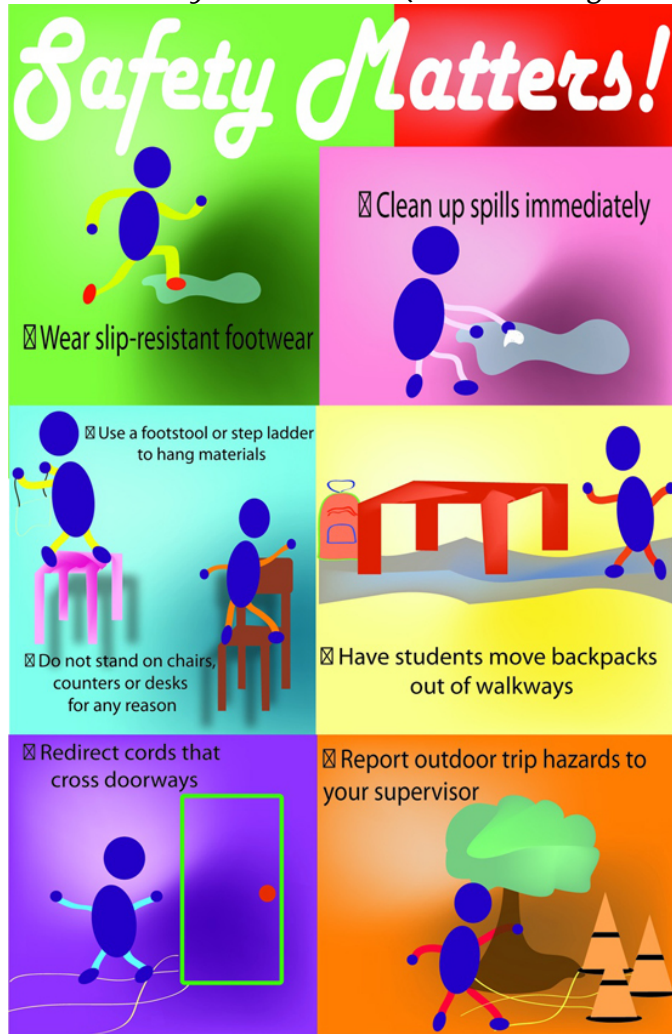 Safety Matters!
Clean up spills immediately
Wear slip-resistant footwear
Use a footstool or step ladder
to hang materials
Do not stand on chairs,
counters or desks
for any reason
Have students move backpacks
out of walkways
Redirect cords that
cross doorways
Report outdoor trip hazards to
your supervisor